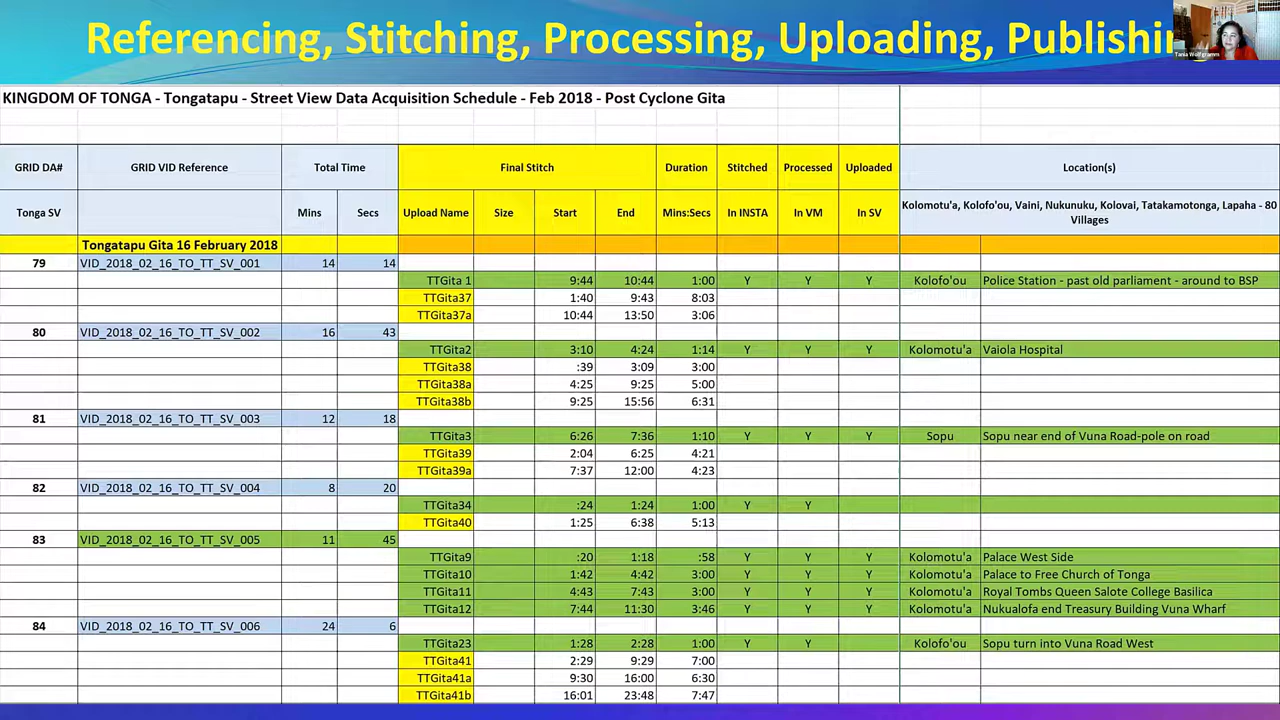 Referencing, Stitching, Processing, Uploading, Publishin
Tania Wolfgramm
KINGDOM OF TONGA - Tongatapu - Street View Data Acquisition Schedule - Feb 2018 - Post Cyclone Gita
GRID DA# GRID VID Reference Total Time Final Stitch Duration Stitched Processed Uploaded Location(s)
Tonga SV Mins Secs Upload Name Size Start End Mins:Secs In INSTA In VM In SV Kolomotu'a, Kolofo'ou, Vaini, Nukunuku, Kolovai, Tatakamotonga, Lapaha - 80
Villages
Tongatapu Gita 16 February 2018
79 VID_2018_02_16_TO_TT_SV_001 14 14
TTGita 1 9:44 10:44 1:00 Y Y Y Kolofo'ou Police Station - past old parliament - around to BSP
TTGita37 1:40 9:43 8:03
TTGita37a 10:44 13:50 3:06
80 VID_2018_02_16_TO_TT_SV_002 16 43
TTGita2 3:10 4:24 1:14 Y Y Y Kolomotu'a Vaiola Hospital
TTGita38 :39 3:09 3:00
TTGita38a 4:25 9:25 5:00
TTGita38b 9:25 15:56 6:31
81 VID_2018_02_16_TO_TT_SV_003 12 18
TTGita3 6:26 7:36 1:10 Y Y Y Sopu Sopu near end of Vuna Road-pole on road
TTGita39 2:04 6:25 4:21
TTGita39a 7:37 12:00 4:23
82 VID_2018_02_16_TO_TT_SV_004 8 20
TTGita34 :24 1:24 1:00 Y Y
TTGita40 1:25 6:38 5:13
83 VID_2018_02_16_TO_TT_SV_005 11 45
TTGita9 :20 1:18 :58 Y Y Y Kolomotu'a Palace West Side
TTGita10 1:42 4:42 3:00 Y Y Y Kolomotu'a Palace to Free Church of Tonga
TTGita11 4:43 7:43 3:00 Y Y Y Kolomotu'a Royal Tombs Queen Salote College Basilica
TTGita12 7:44 11:30 3:46 Y Y Y Kolomotu'a Nukualofa end Treasury Building Vuna Wharf
84 VID_2018_02_16_TO_TT_SV_006 24 6
TTGita23 1:28 2:28 1:00 Y Y Kolofo'ou Sopu turn into Vuna Road West
TTGita41 2:29 9:29 7:00
TTGita41a 9:30 16:00 6:30
TTGita41b 16:01 23:48 7:47